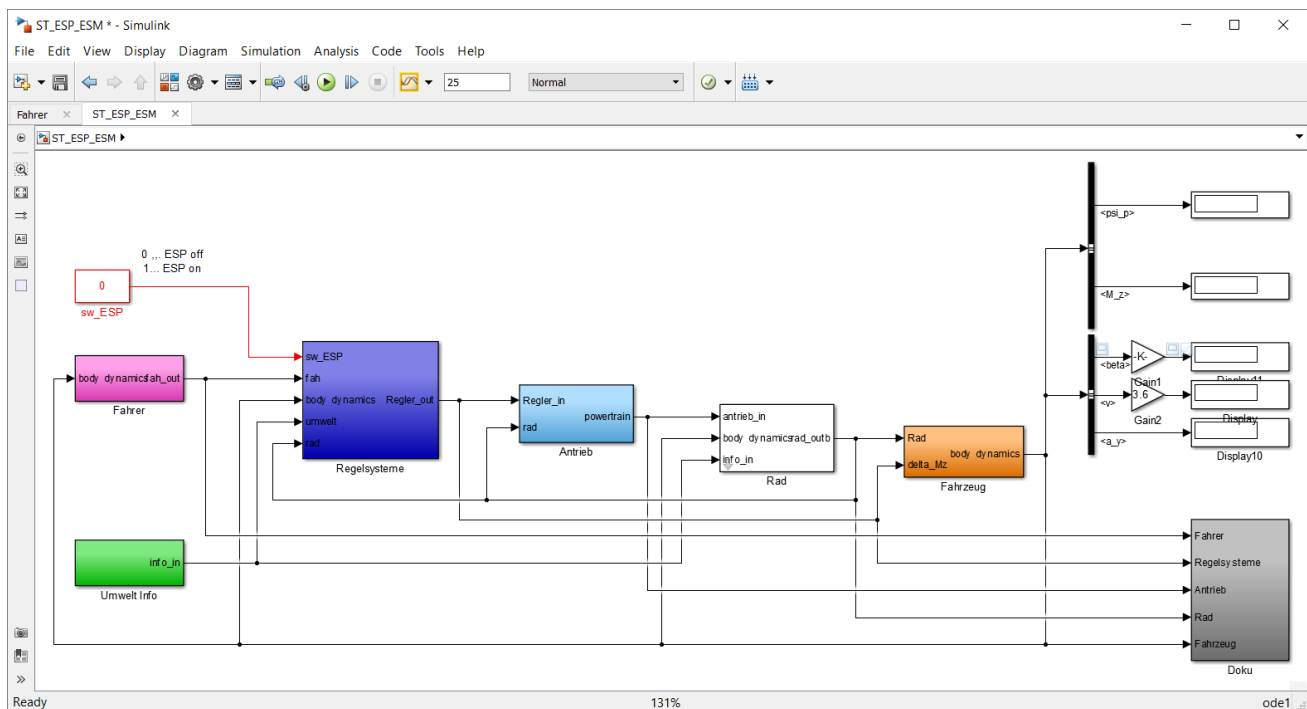 ST_ESP_ESM * - Simulink
File Edit View Display Diagram Simulation Analysis Code Tools Help
25
Normal
Fahrer
ST_ESP_ESM
ST_ESP_ESM
0 ,,. ESP off
1... ESP on
0
sw_ESP
body dynamics
fah_out
Fahrer
sw_ESP
fah
body dynamics
Regler_out
umwelt
rad
Regelsysteme
Regler_in
powertrain
rad
Antrieb
antrieb_in
body dynamics
rad_outb
info_in
Rad
Rad
body dynamics
delta_Mz
Fahrzeug
info_in
Umwelt Info
<psi_p>
<M_z>
<beta>
-K-
Gain1
Display11
<v>
3.6
Gain2
Display
<a_y>
Display10
Fahrer
Regelsysteme
Antrieb
Rad
Fahrzeug
Doku
Ready
131%
ode1